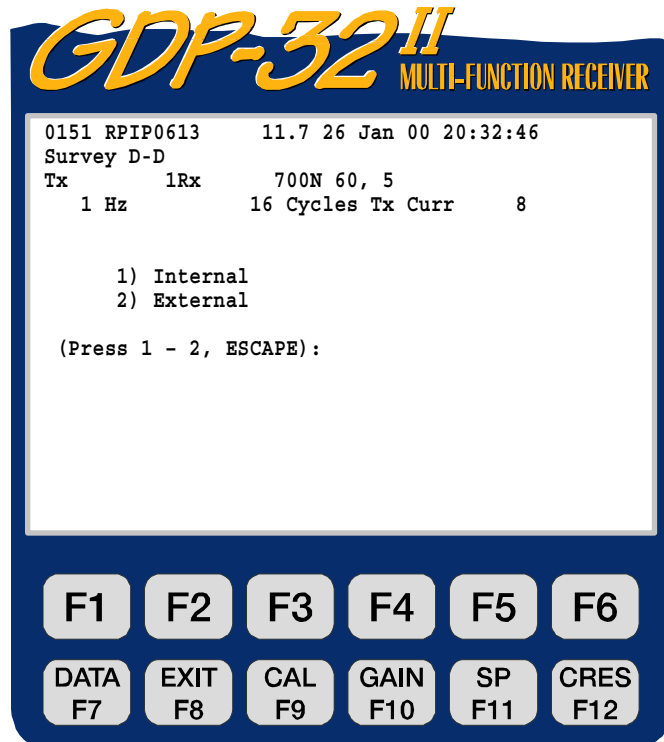 GDP-32 II
MULTI-FUNCTION RECEIVER
0151 RPIP0613 11.7 26 Jan 00 20:32:46
Survey D-D
Tx 1Rx 700N 60, 5
1 Hz 16 Cycles Tx Curr 8
1) Internal
2) External
(Press 1 - 2, ESCAPE):
F1 F2 F3 F4 F5 F6
DATA EXIT CAL GAIN SP CRES
F7 F8 F9 F10 F11 F12